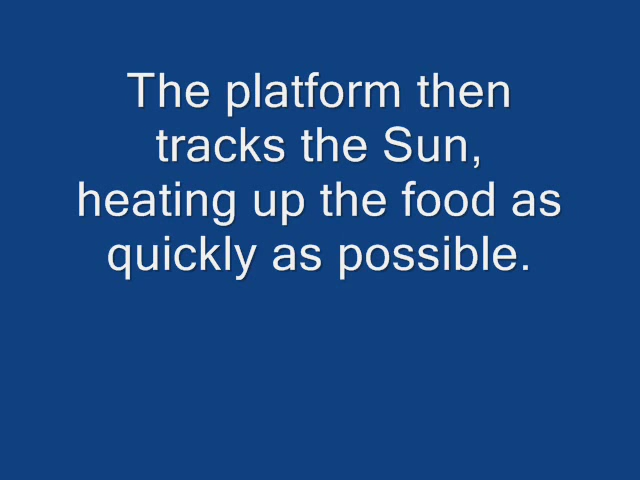 The platform then
tracks the Sun,
heating up the food as
quickly as possible.